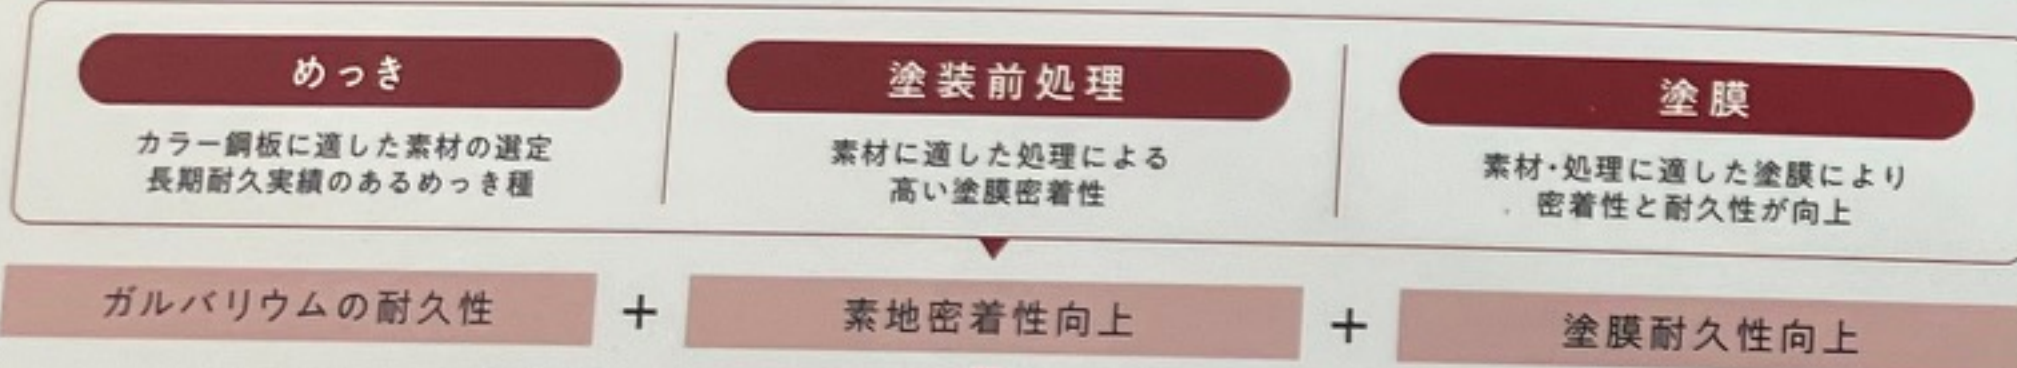 めっき
カラー鋼板に適した素材の選定
長期耐久実績のあるめっき種
塗装前処理
素材に適した処理による
高い塗膜密着性
塗膜
素材・処理に適した塗膜により
密着性と耐久性が向上
ガルバリウムの耐久性
+
素地密着性向上
+
塗膜耐久性向上